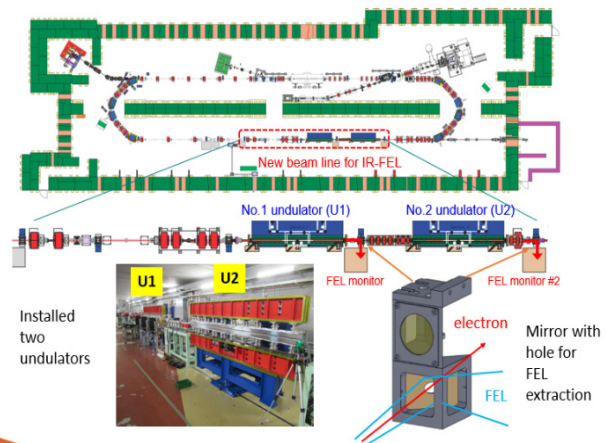 New beam line for IR-FEL
No.1 undulator (U1)
No.2 undulator (U2)
FEL monitor
FEL monitor #2
U1
U2
Installed
two
undulators
electron
FEL
Mirror with
hole for
FEL
extraction